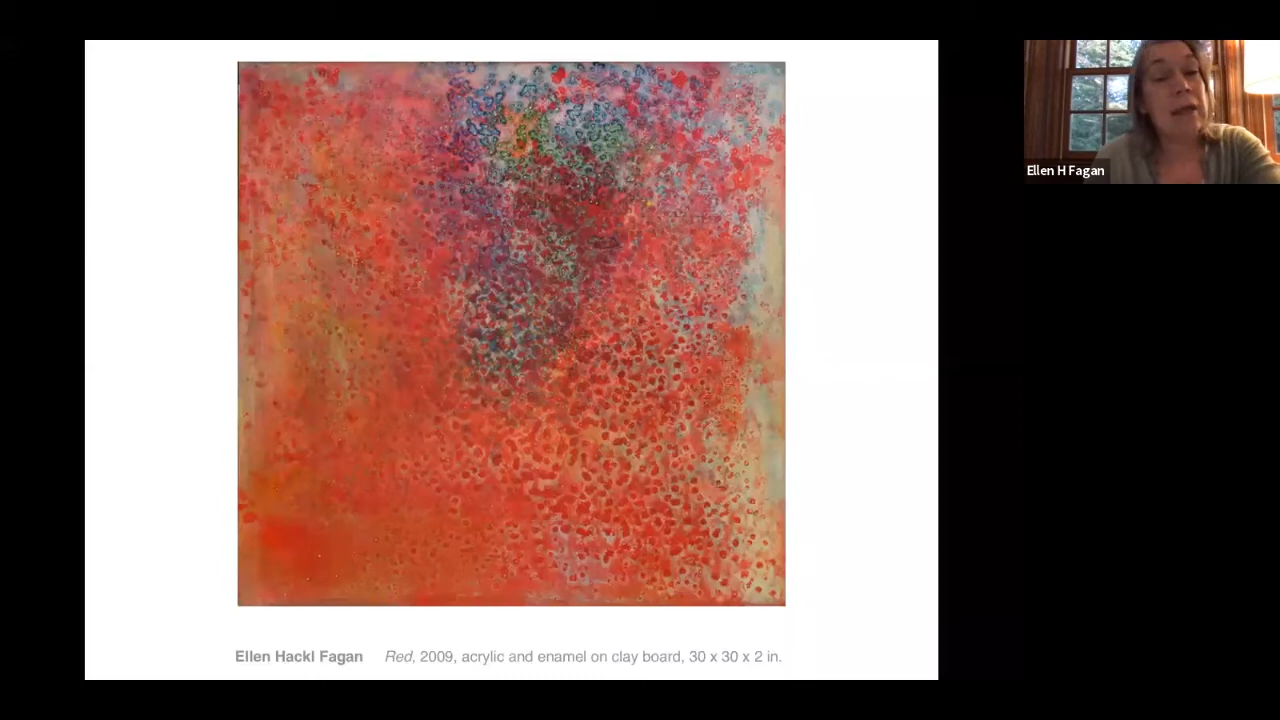 Ellen H Fagan
Ellen Hackl Fagan Red, 2009, acrylic and enamel on clay board, 30 x 30 x 2 in.